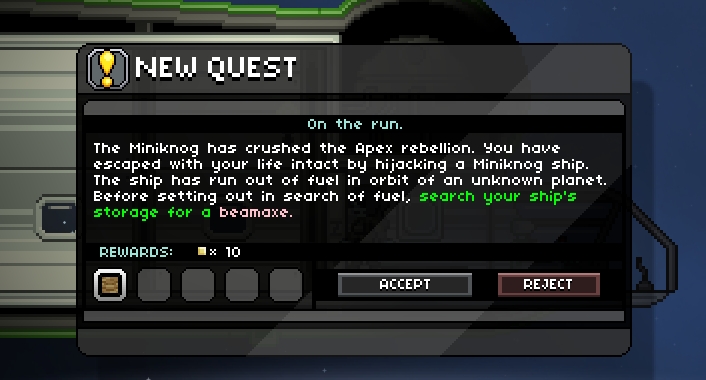 NEW QUEST
On the run.
The Miniknog has crushed the Apex rebellion. You have
escaped with your life intact by hijacking a Miniknog ship.
The ship has run out of fuel in orbit of an unknown planet.
Before setting out in search of fuel, search your ship's
storage for a beamaxe.
REWARDS: x 10
ACCEPT REJECT